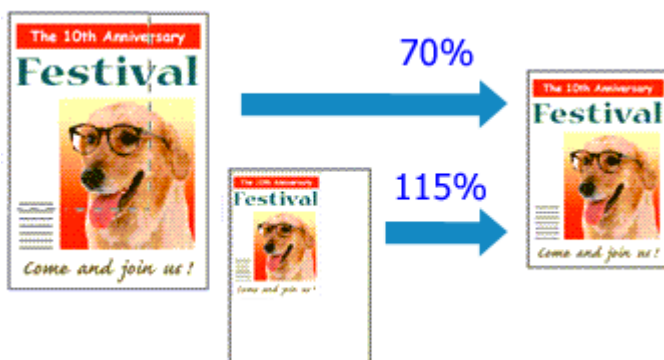 The 10th Anniversary
Festival
Come and join us!
70%
The 10th Anniversary
Festival
Come and join us!
115%
The 10th Anniversary
Festival
Come and join us!